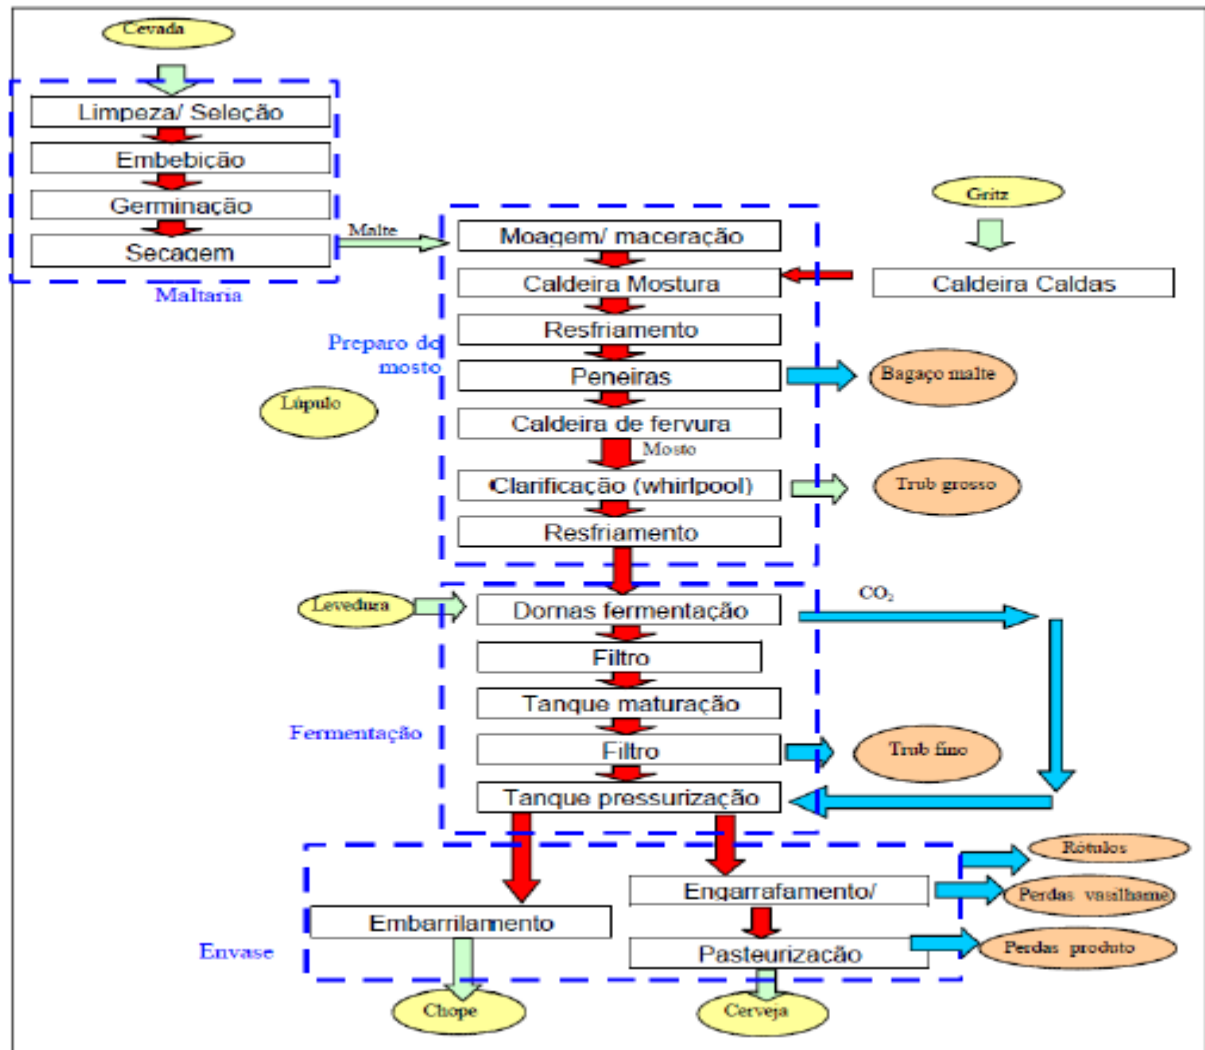 Cevada
Limpeza/ Seleção
Embebição
Germinação
Secagem
Maltaria
Malte
Gritz
Moagem/ maceração
Caldeira Mostura
Caldeira Caldas
Resfriamento
Preparo do
mosto
Peneiras
Bagaço malte
Lúpulo
Caldeira de fervura
Mosto
Clarificação (whirlpool)
Trub grosso
Resfriamento
Levedura
Dornas fermentação
CO₂
Filtro
Tanque maturação
Fermentação
Filtro
Trub fino
Tanque pressurização
Rótulos
Engarrafamento/
Perdas vasilhame
Embarrilamento
Envase
Pasteurização
Perdas produto
Chope
Cerveja